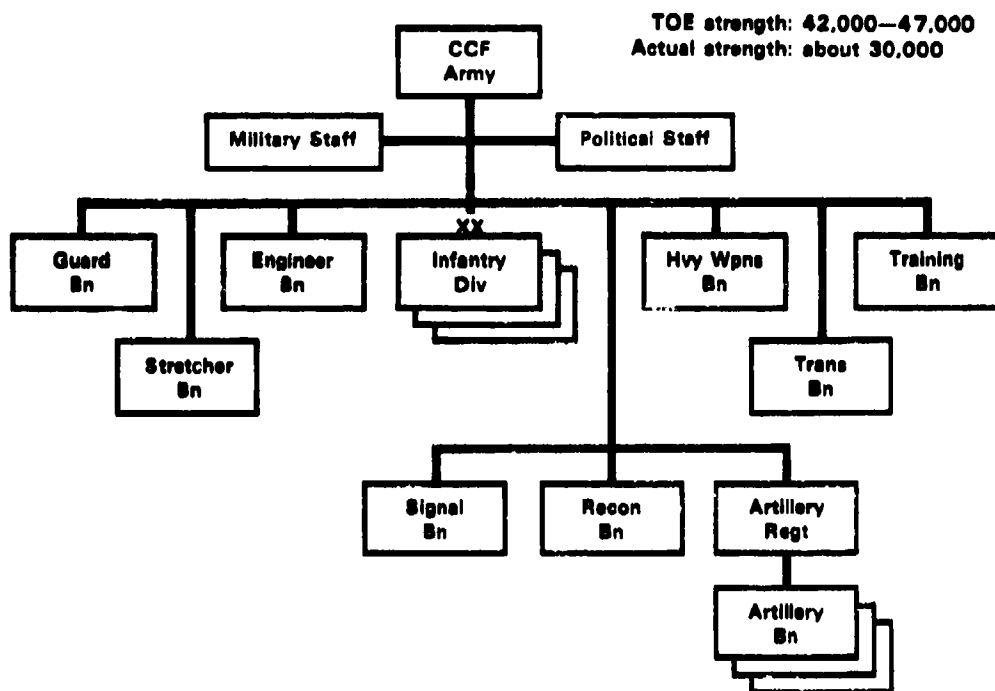 TOE strength: 42,000—47,000
Actual strength: about 30,000
CCF
Army
Military Staff
Political Staff
XX
Guard
Bn
Engineer
Bn
Infantry
Div
Hvy Wpns
Bn
Training
Bn
Stretcher
Bn
Trans
Bn
Signal
Bn
Recon
Bn
Artillery
Regt
Artillery
Bn